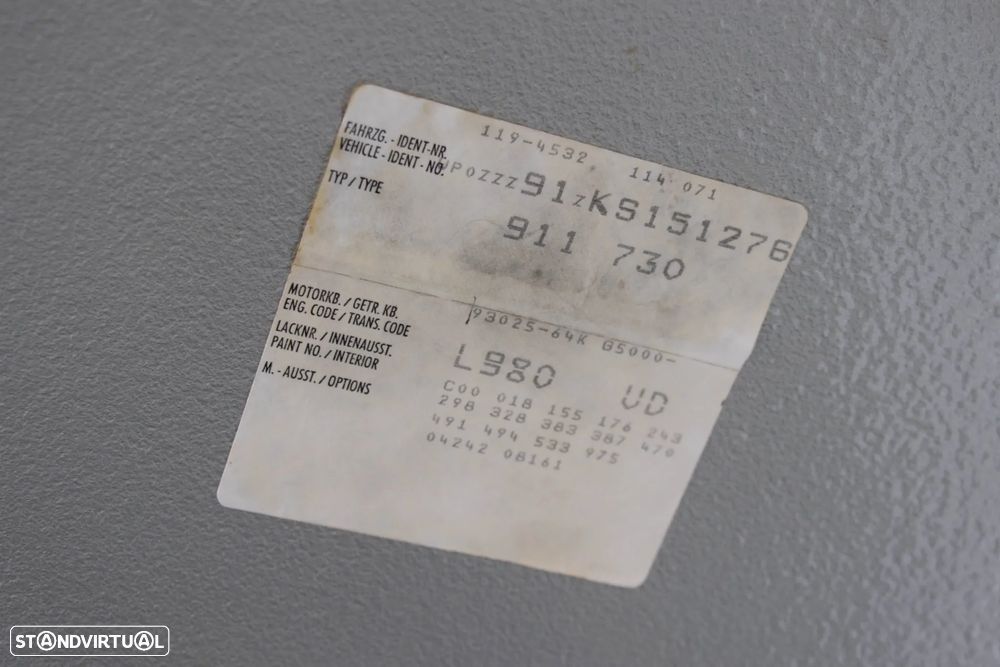 119-4532, 114 071
FAHRZG. - IDENT-NR.
VEHICLE - IDENT - NO.
WP0ZZZ91ZKS151276
TYP / TYPE
911 730
MOTORKB. / GETR. KB.
ENG. CODE / TRANS. CODE
93025-64K G5000-
LACKNR. / INNENAUSST.
PAINT NO. / INTERIOR
L980 UD
M. - AUSST. / OPTIONS
C00 018 155 176 243
298 328 383 387 470
491 494 533 975
04242 08161
STANDVIRTUAL